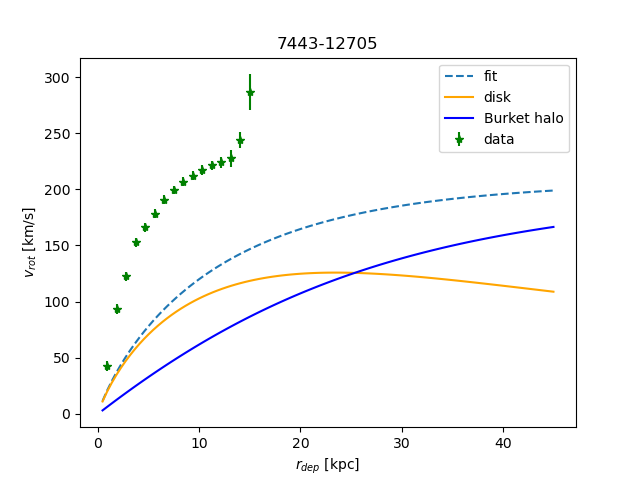 7443-12705
300
250
200
150
100
50
0
v_rot [km/s]
fit
disk
Burket halo
data
0 10 20 30 40
r_dep [kpc]